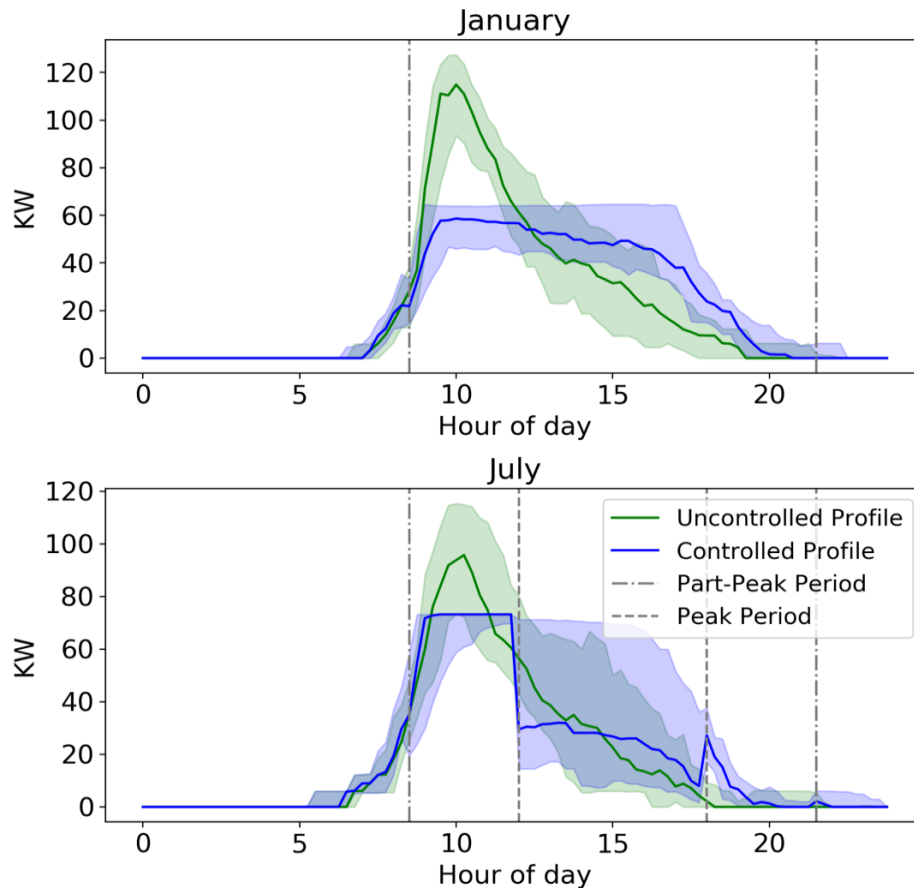 January
120
100
80
60
40
20
0
KW
0 5 10 15 20
Hour of day
July
120
100
80
60
40
20
0
KW
Uncontrolled Profile
Controlled Profile
Part-Peak Period
Peak Period
0 5 10 15 20
Hour of day